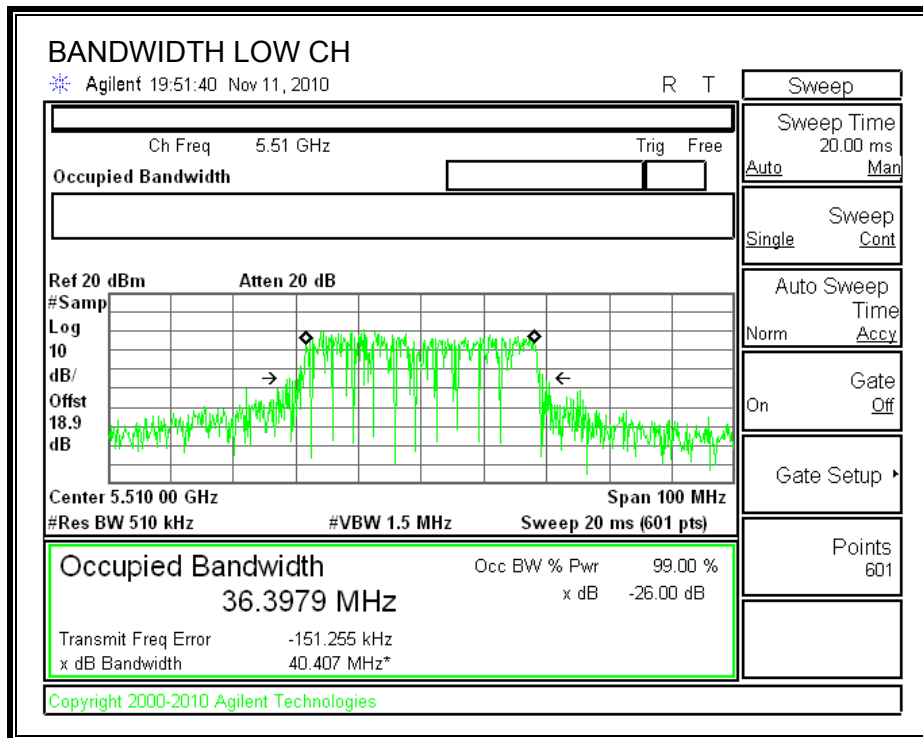 BANDWIDTH LOW CH
Agilent 19:51:40 Nov 11, 2010 R T
Ch Freq 5.51 GHz Trig Free
Occupied Bandwidth
Ref 20 dBm Atten 20 dB
#Samp
Log
10
dB/
Offst
18.9
dB
Center 5.510 00 GHz Span 100 MHz
#Res BW 510 kHz #VBW 1.5 MHz Sweep 20 ms (601 pts)
Occupied Bandwidth Occ BW % Pwr 99.00 %
36.3979 MHz x dB -26.00 dB
Transmit Freq Error -151.255 kHz
x dB Bandwidth 40.407 MHz*
Copyright 2000-2010 Agilent Technologies
Sweep
Sweep Time
20.00 ms
Auto Man
Sweep
Single Cont
Auto Sweep
Time
Norm Accy
Gate
On Off
Gate Setup
Points
601